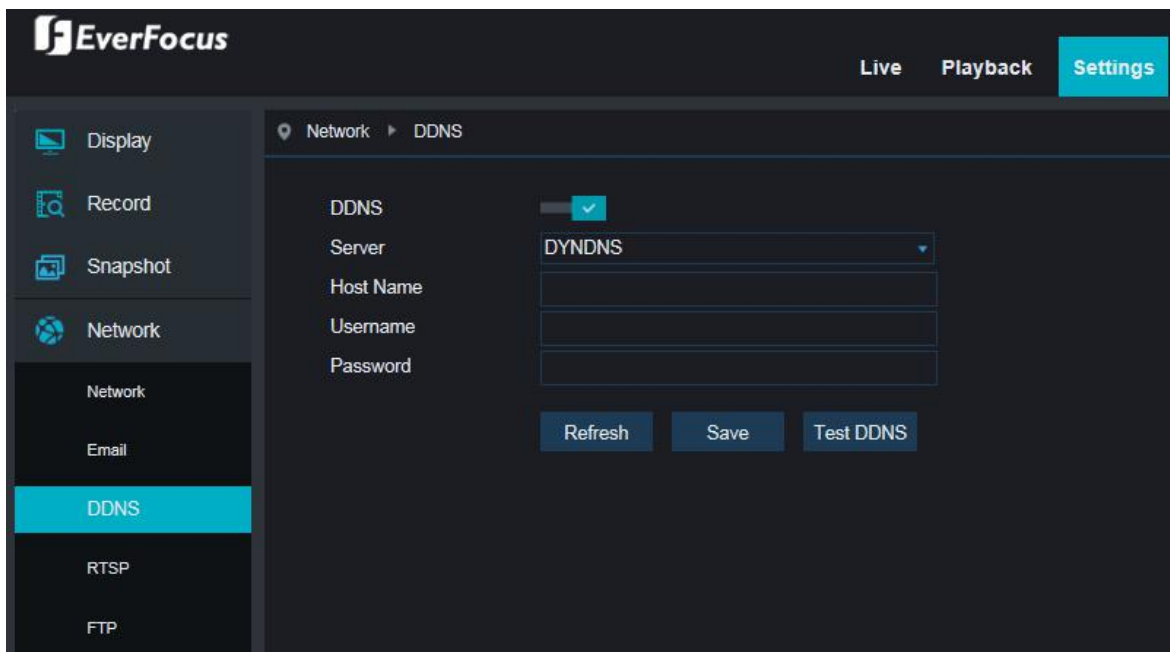 EverFocus
Live Playback Settings
Display
Record
Snapshot
Network
Network
Email
DDNS
RTSP
FTP
Network DDNS
DDNS
Server DYNDNS
Host Name
Username
Password
Refresh Save Test DDNS